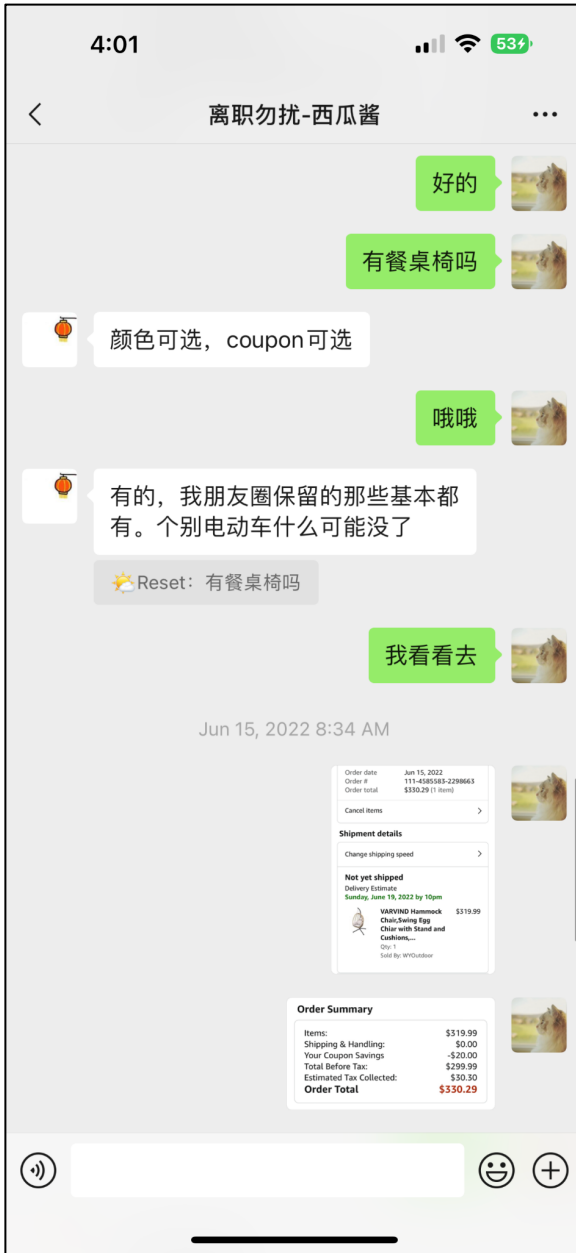 4:01
53
离职勿扰-西瓜酱
好的
有餐桌椅吗
颜色可选，coupon可选
哦哦
有的，我朋友圈保留的那些基本都
有。个别电动车什么可能没了
Reset：有餐桌椅吗
我看看去
Jun 15, 2022 8:34 AM
Order date Jun 15, 2022
Order # 111-4585583-2298663
Order total $330.29 (1 item)
Cancel items
Shipment details
Change shipping speed
Not yet shipped
Delivery Estimate
Sunday, June 19, 2022 by 10pm
VARVIND Hammock $319.99
Chair,Swing Egg
Chiar with Stand and
Cushions,...
Qty: 1
Sold By: WYOutdoor
Order Summary
Items: $319.99
Shipping & Handling: $0.00
Your Coupon Savings -$20.00
Total Before Tax: $299.99
Estimated Tax Collected: $30.30
Order Total $330.29